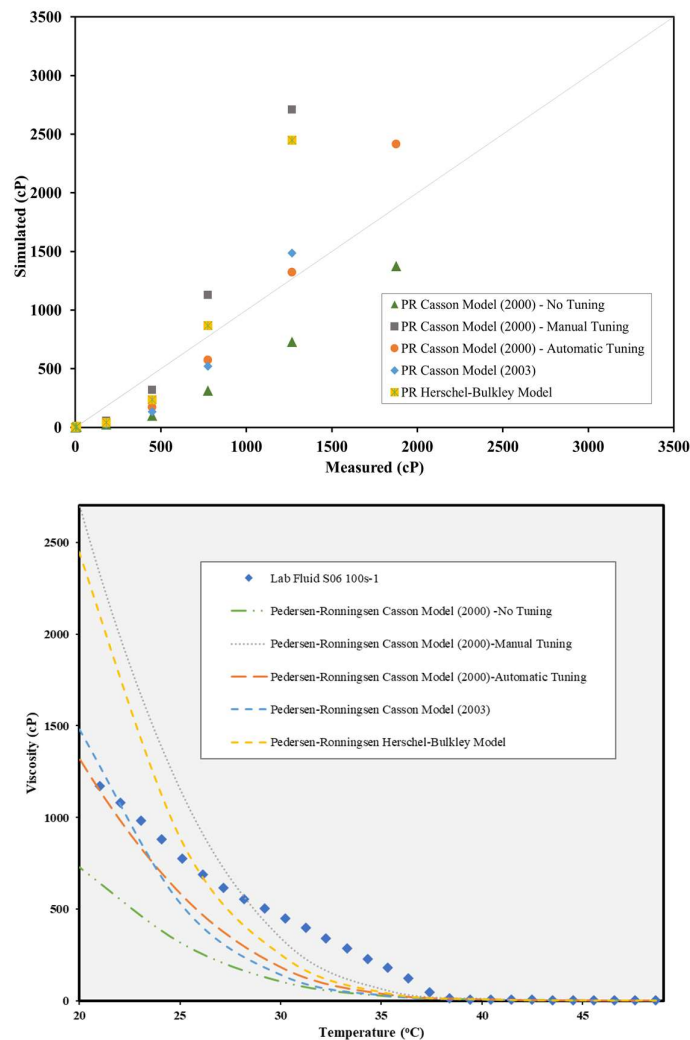 3500
3000
2500
2000
1500
1000
500
0
Simulated (cP)
PR Casson Model (2000) - No Tuning
PR Casson Model (2000) - Manual Tuning
PR Casson Model (2000) - Automatic Tuning
PR Casson Model (2003)
PR Herschel-Bulkley Model
0 500 1000 1500 2000 2500 3000 3500
Measured (cP)
2500
2000
1500
1000
500
0
Viscosity (cP)
Lab Fluid S06 100s-1
Pedersen-Ronningsen Casson Model (2000) -No Tuning
Pedersen-Ronningsen Casson Model (2000)-Manual Tuning
Pedersen-Ronningsen Casson Model (2000)-Automatic Tuning
Pedersen-Ronningsen Casson Model (2003)
Pedersen-Ronningsen Herschel-Bulkley Model
20 25 30 35 40 45
Temperature (°C)